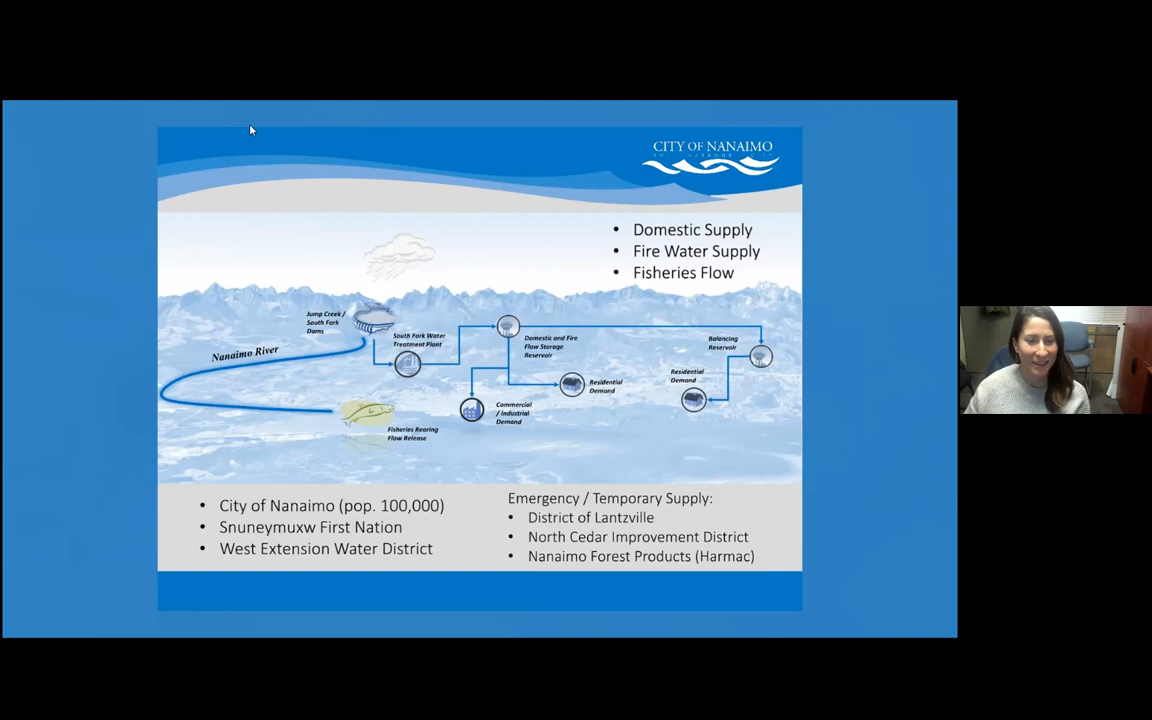 CITY OF NANAIMO
THE HARBOUR CITY
• Domestic Supply
• Fire Water Supply
• Fisheries Flow
Jump Creek /
South Fork
Dams
South Fork Water
Treatment Plant
Domestic and Fire
Flow Storage
Reservoir
Balancing
Reservoir
Nanaimo River
Residential
Demand
Residential
Demand
Commercial
/ Industrial
Demand
Fisheries Rearing
Flow Release
• City of Nanaimo (pop. 100,000)
• Snuneymuxw First Nation
• West Extension Water District
Emergency / Temporary Supply:
• District of Lantzville
• North Cedar Improvement District
• Nanaimo Forest Products (Harmac)